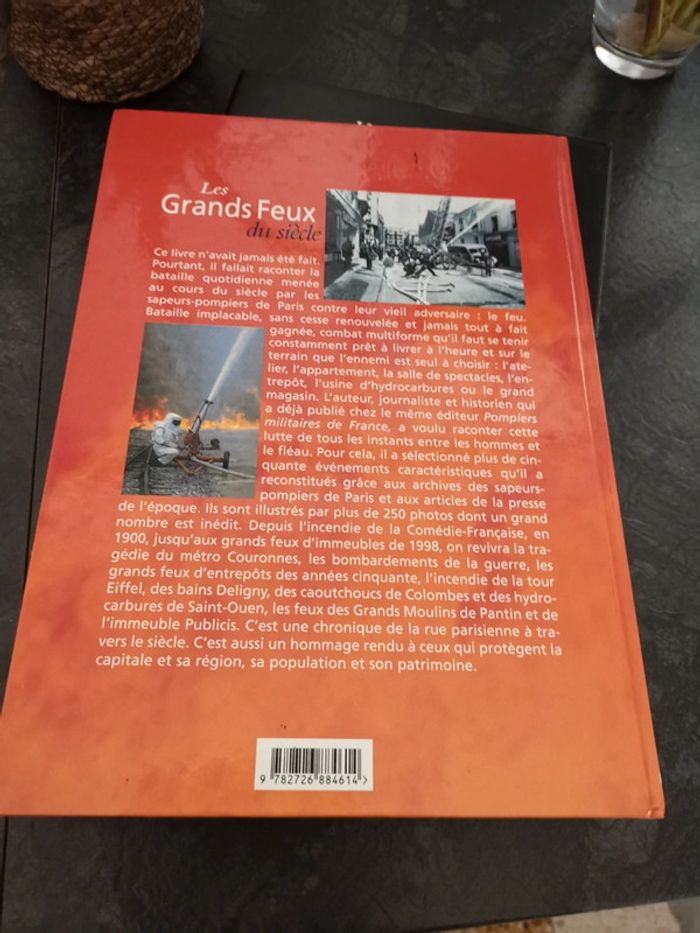 Les
Grands Feux
du siècle
Ce livre n'avait jamais été fait.
Pourtant, il fallait raconter la
bataille quotidienne menée
au cours du siècle par les
sapeurs-pompiers de Paris contre leur vieil adversaire : le feu.
Bataille implacable, sans cesse renouvelée et jamais tout à fait
gagnée, combat multiforme qu'il faut se tenir
constamment prêt à livrer à l'heure et sur le
terrain que l'ennemi est seul à choisir : l'ate-
lier, l'appartement, la salle de spectacles, l'en-
trepôt, l'usine d'hydrocarbures ou le grand
magasin. L'auteur, journaliste et historien qui
a déjà publié chez le même éditeur Pompiers
militaires de France, a voulu raconter cette
lutte de tous les instants entre les hommes et
le fléau. Pour cela, il a sélectionné plus de cin-
quante événements caractéristiques qu'il a
reconstitués grâce aux archives des sapeurs-
pompiers de Paris et aux articles de la presse
de l'époque. Ils sont illustrés par plus de 250 photos dont un grand
nombre est inédit. Depuis l'incendie de la Comédie-Française, en
1900, jusqu'aux grands feux d'immeubles de 1998, on revivra la tra-
gédie du métro Couronnes, les bombardements de la guerre, les
grands feux d'entrepôts des années cinquante, l'incendie de la tour
Eiffel, des bains Deligny, des caoutchoucs de Colombes et des hydro-
carbures de Saint-Ouen, les feux des Grands Moulins de Pantin et de
l'immeuble Publicis. C'est une chronique de la rue parisienne à tra-
vers le siècle. C'est aussi un hommage rendu à ceux qui protègent la
capitale et sa région, sa population et son patrimoine.
9 782726 884614 >